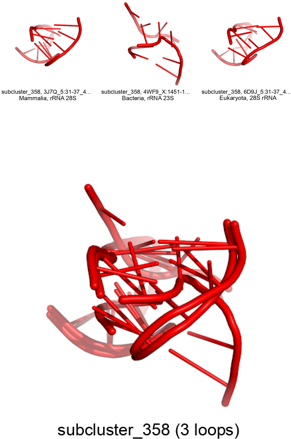 subcluster_358, 3J7Q_5:31-37_4...
Mammalia, rRNA 28S
subcluster_358, 4WF9_X:1451-1...
Bacteria, rRNA 23S
subcluster_358, 6D9J_5:31-37_4...
Eukaryota, 28S rRNA
subcluster_358 (3 loops)